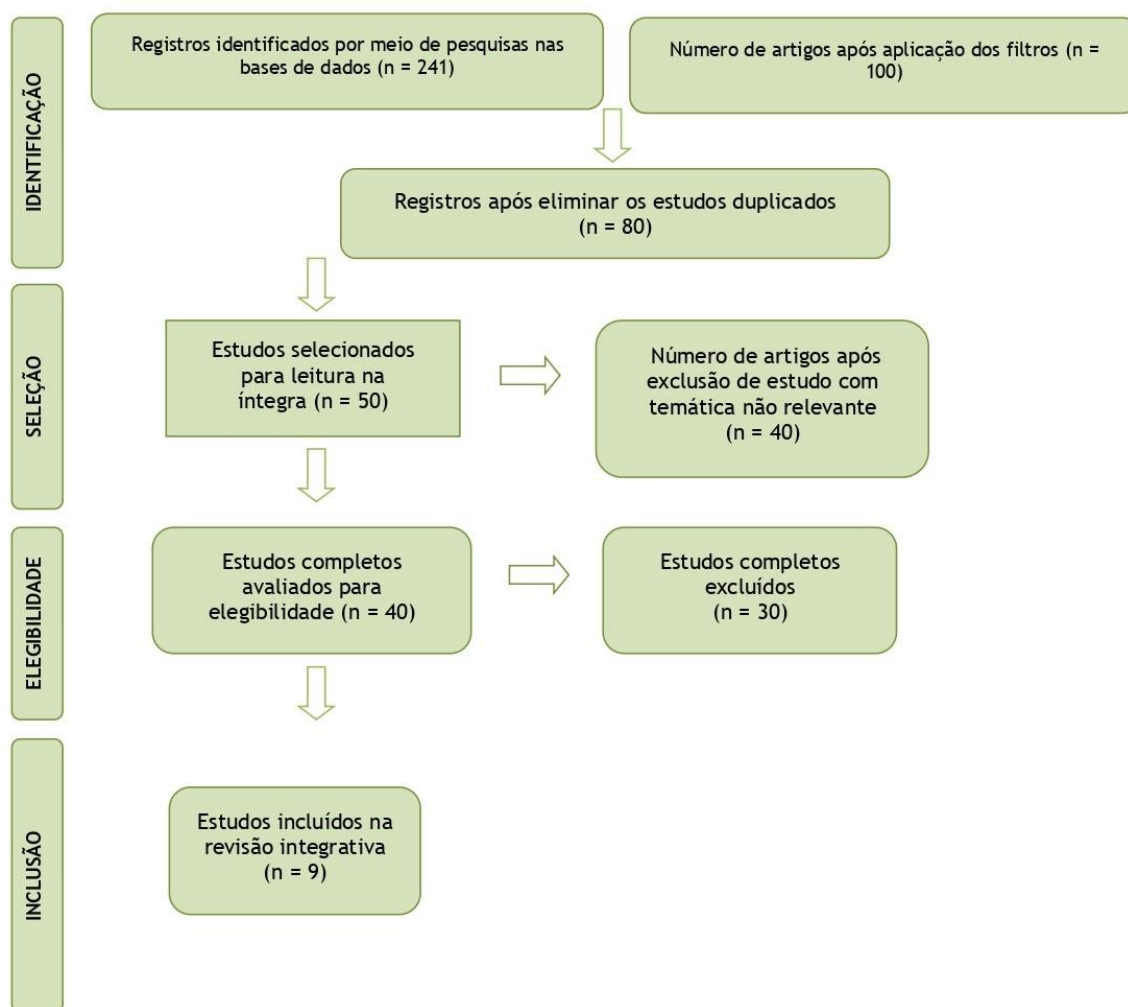 IDENTIFICAÇÃO
Registros identificados por meio de pesquisas nas
bases de dados (n = 241)
Número de artigos após aplicação dos filtros (n =
100)
Registros após eliminar os estudos duplicados
(n = 80)
SELEÇÃO
Estudos selecionados
para leitura na
íntegra (n = 50)
Número de artigos após
exclusão de estudo com
temática não relevante
(n = 40)
ELEGIBILIDADE
Estudos completos
avaliados para
elegibilidade (n = 40)
Estudos completos
excluídos
(n = 30)
INCLUSÃO
Estudos incluídos na
revisão integrativa
(n = 9)